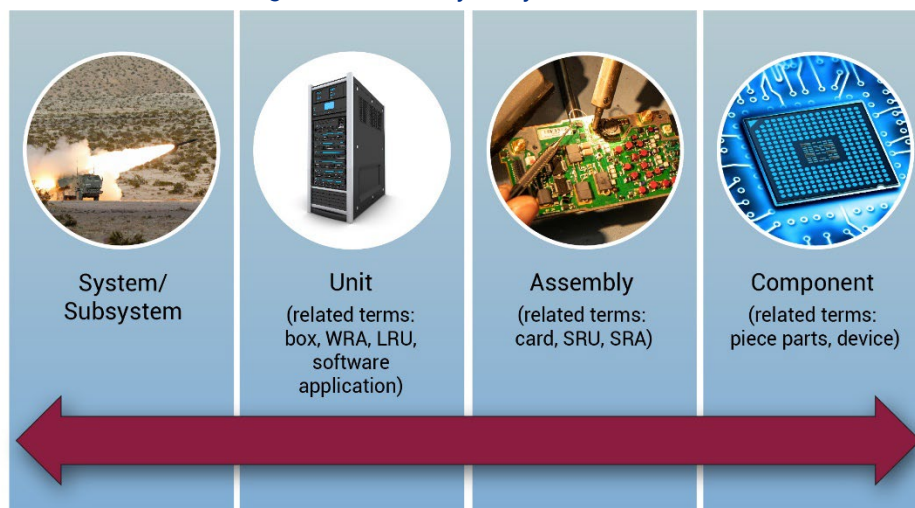 System/
Subsystem
Unit
(related terms:
box, WRA, LRU,
software
application)
Assembly
(related terms:
card, SRU, SRA)
Component
(related terms:
piece parts, device)